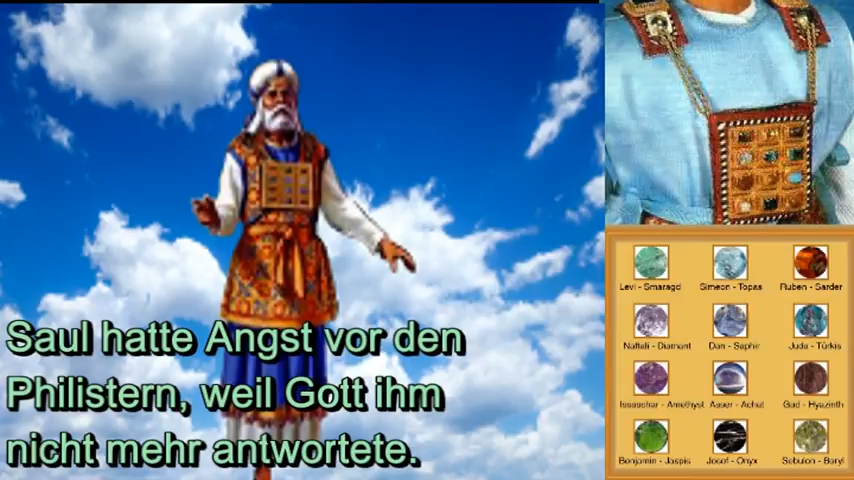 Saul hatte Angst vor den
Philistern, weil Gott ihm
nicht mehr antwortete.
Levi - Smaragd Simeon - Topas Ruben - Sarder
Naftali - Diamant Dan - Saphir Juda - Türkis
Issaschar - Amethyst Asser - Achat Gad - Hyazinth
Benjamin - Jaspis Josef - Onyx Sebulon - Beryl